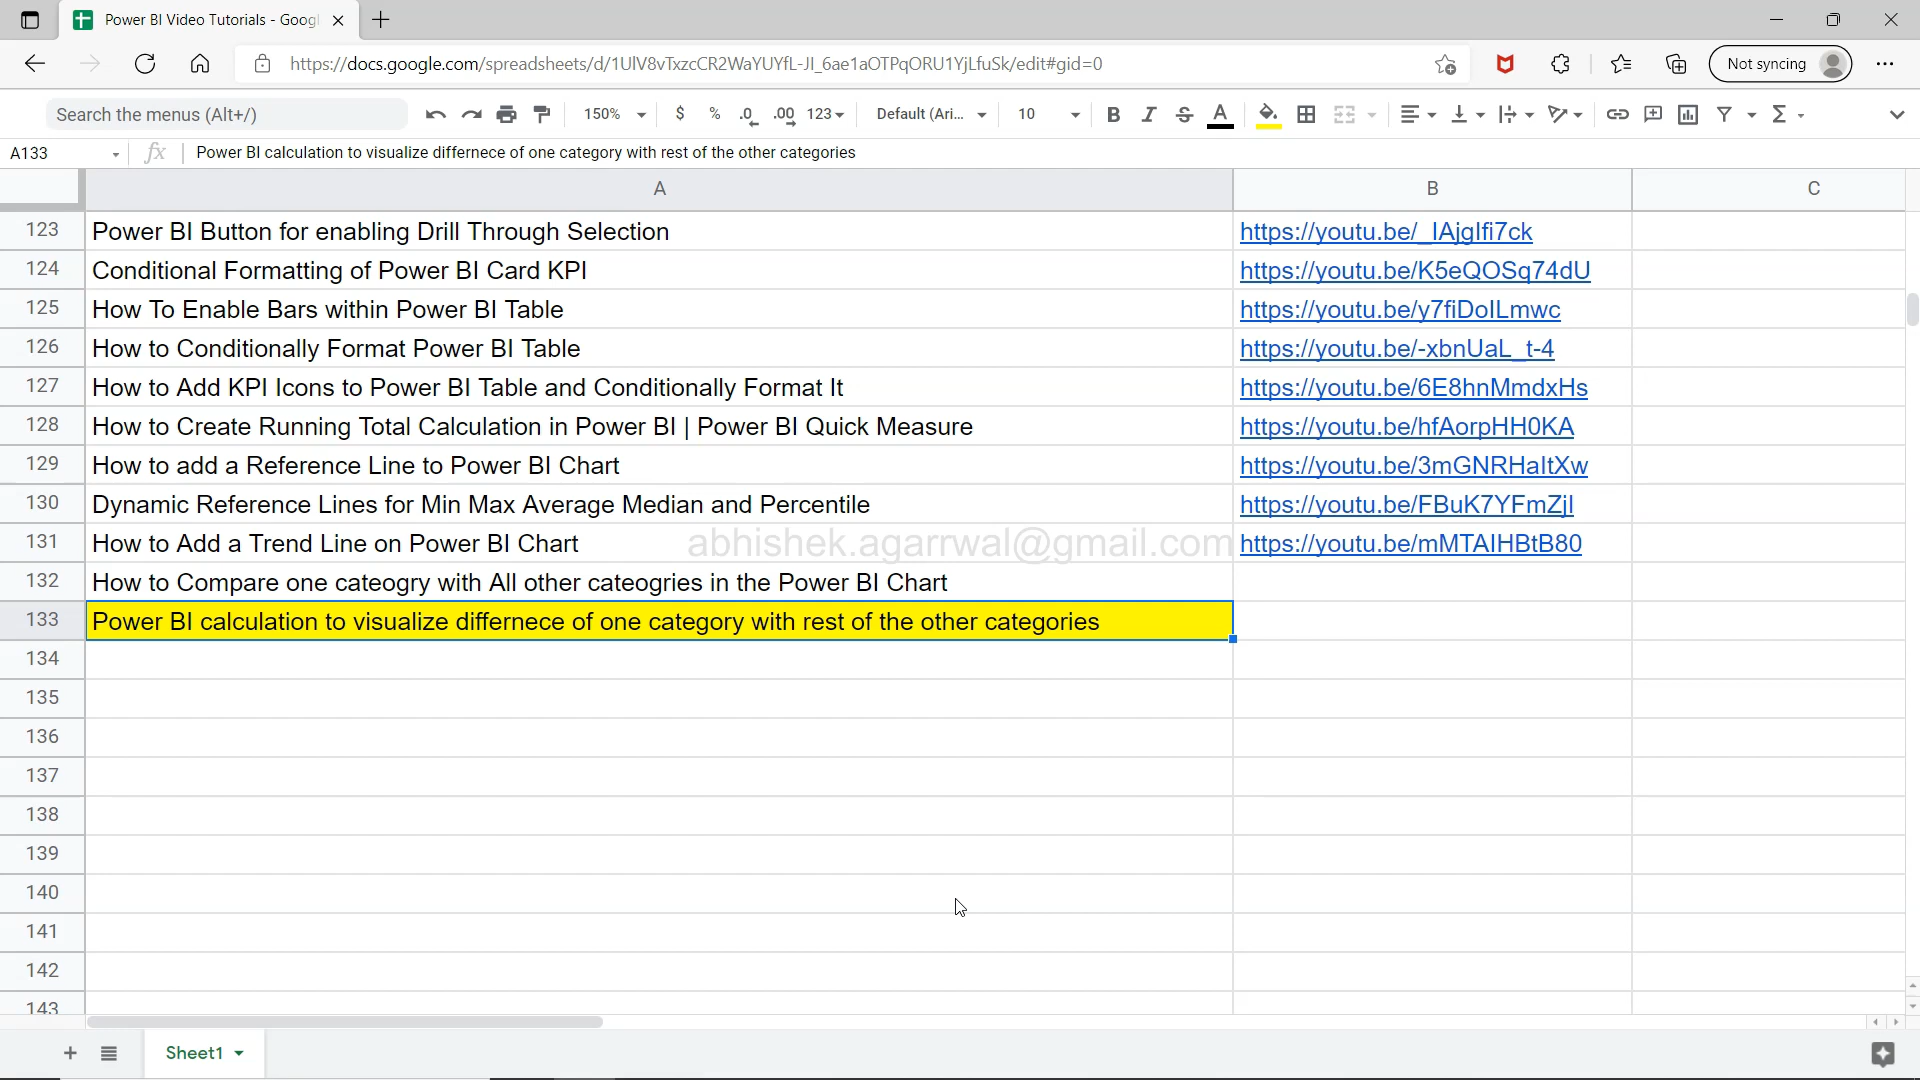 Power BI Video Tutorials - Googl
Not syncing
https://docs.google.com/spreadsheets/d/1UlV8vTxzcCR2WaYUYfL-JI_6ae1aOTPqORU1YjLfuSk/edit#gid=0
Search the menus (Alt+/)
150%
$ % .0 .00 123
Default (Ari...
10
B I S A
A133
fx
Power BI calculation to visualize differnece of one category with rest of the other categories
A B C
123 Power BI Button for enabling Drill Through Selection https://youtu.be/_IAjgIfi7ck
124 Conditional Formatting of Power BI Card KPI https://youtu.be/K5eQOSq74dU
125 How To Enable Bars within Power BI Table https://youtu.be/y7fiDoILmwc
126 How to Conditionally Format Power BI Table https://youtu.be/-xbnUaL_t-4
127 How to Add KPI Icons to Power BI Table and Conditionally Format It https://youtu.be/6E8hnMmdxHs
128 How to Create Running Total Calculation in Power BI | Power BI Quick Measure https://youtu.be/hfAorpHH0KA
129 How to add a Reference Line to Power BI Chart https://youtu.be/3mGNRHaltXw
130 Dynamic Reference Lines for Min Max Average Median and Percentile https://youtu.be/FBuK7YFmZjI
131 How to Add a Trend Line on Power BI Chart abhishek.agarrwal@gmail.com https://youtu.be/mMTAIHBtB80
132 How to Compare one cateogry with All other cateogries in the Power BI Chart
133 Power BI calculation to visualize differnece of one category with rest of the other categories
134
135
136
137
138
139
140
141
142
143
Sheet1